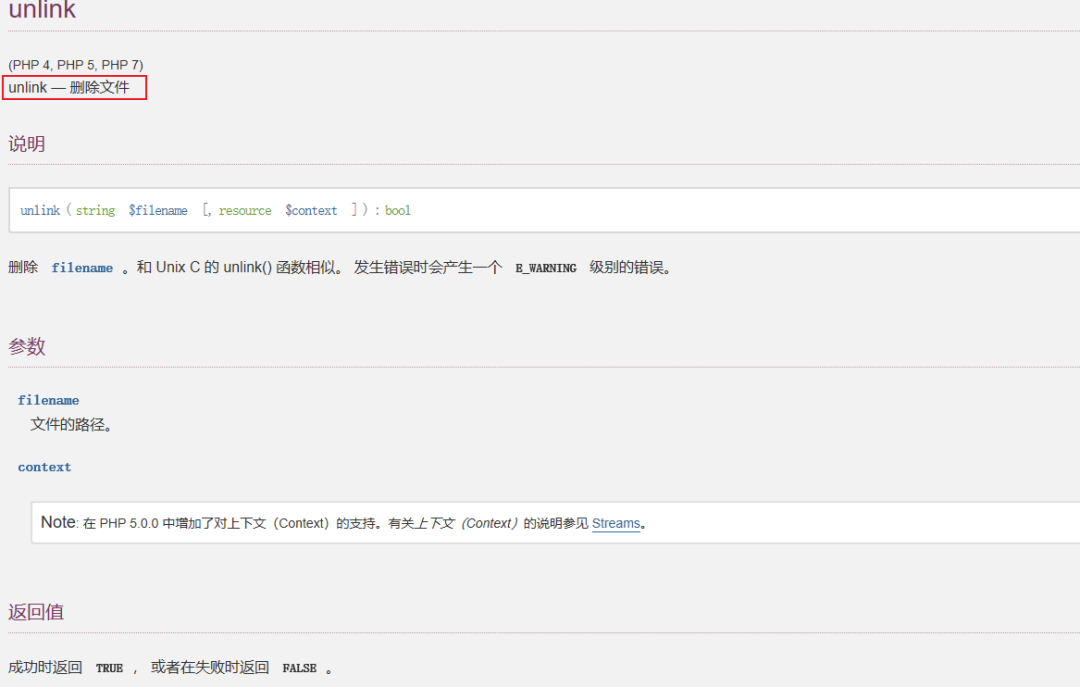 unlink
(PHP 4, PHP 5, PHP 7)
unlink — 删除文件
说明
unlink ( string $filename [, resource $context ] ) : bool
删除 filename 。和 Unix C 的 unlink() 函数相似。 发生错误时会产生一个 E_WARNING 级别的错误。
参数
filename
文件的路径。
context
Note: 在 PHP 5.0.0 中增加了对上下文（Context）的支持。有关上下文（Context）的说明参见 Streams。
返回值
成功时返回 TRUE ， 或者在失败时返回 FALSE 。